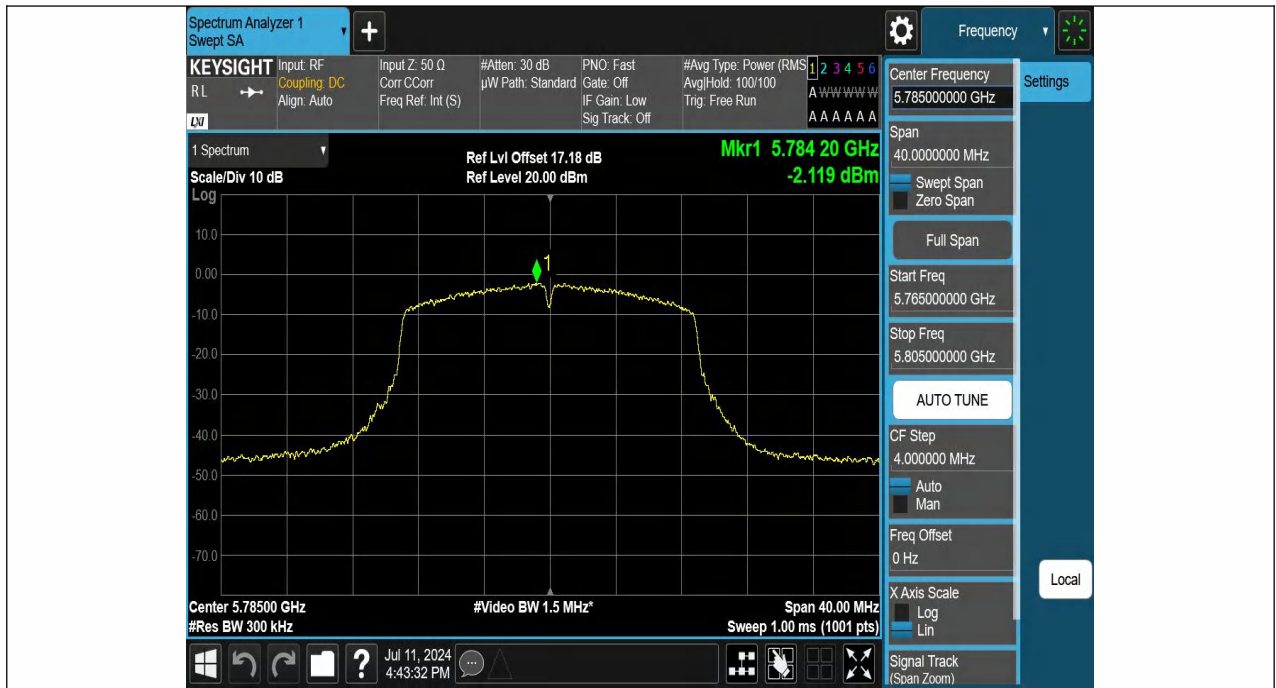 Spectrum Analyzer 1
Swept SA
+
Frequency
KEYSIGHT
RL
LXI
Input: RF
Coupling: DC
Align: Auto
Input Z: 50 Ω
Corr CCorr
Freq Ref: Int (S)
#Atten: 30 dB
µW Path: Standard
PNO: Fast
Gate: Off
IF Gain: Low
Sig Track: Off
#Avg Type: Power (RMS
Avg|Hold: 100/100
Trig: Free Run
1 2 3 4 5 6
A W W W W W
A A A A A A
Center Frequency
5.785000000 GHz
Settings
1 Spectrum
Scale/Div 10 dB
Log
Ref Lvl Offset 17.18 dB
Ref Level 20.00 dBm
Mkr1 5.784 20 GHz
-2.119 dBm
Span
40.0000000 MHz
Swept Span
Zero Span
Full Span
Start Freq
5.765000000 GHz
Stop Freq
5.805000000 GHz
AUTO TUNE
CF Step
4.000000 MHz
Auto
Man
Freq Offset
0 Hz
X Axis Scale
Log
Lin
Signal Track
(Span Zoom)
Local
10.0
0.00
-10.0
-20.0
-30.0
-40.0
-50.0
-60.0
-70.0
1
Center 5.78500 GHz
#Res BW 300 kHz
#Video BW 1.5 MHz*
Span 40.00 MHz
Sweep 1.00 ms (1001 pts)
?
Jul 11, 2024
4:43:32 PM